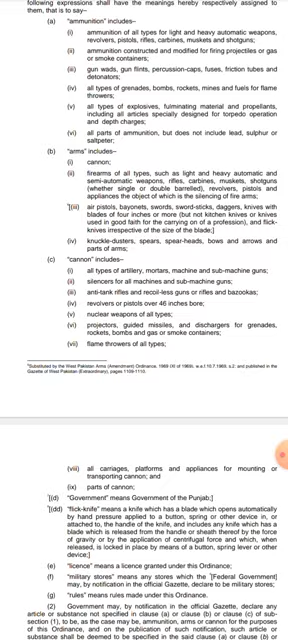 following expressions shall have the meanings hereby respectively assigned to
them, that is to say–
(a) “ammunition” includes–
(i) ammunition of all types for light and heavy automatic weapons,
revolvers, pistols, rifles, carbines, muskets and shotguns;
(ii) ammunition constructed and modified for firing projectiles or gas
or smoke containers;
(iii) gun wads, gun flints, percussion-caps, fuses, friction tubes and
detonators;
(iv) all types of grenades, bombs, rockets, mines and fuels for flame
throwers;
(v) all types of explosives, fulminating material and propellants,
including all articles specially designed for torpedo operation
and depth charges;
(vi) all parts of ammunition, but does not include lead, sulphur or
saltpeter;
(b) “arms” includes–
(i) cannon;
(ii) firearms of all types, such as light and heavy automatic and
semi-automatic weapons, rifles, carbines, muskets, shotguns
(whether single or double barrelled), revolvers, pistols and
appliances the object of which is the silencing of fire arms;
[(iii) air pistols, bayonets, swords, sword-sticks, daggers, knives with
blades of four inches or more (but not kitchen knives or knives
used in good faith for the carrying on of a profession), and flick-
knives irrespective of the size of the blade;]
(iv) knuckle-dusters, spears, spear-heads, bows and arrows and
parts of arms;
(c) “cannon” includes–
(i) all types of artillery, mortars, machine and sub-machine guns;
(ii) silencers for all machines and sub-machine guns;
(iii) anti-tank rifles and recoil-less guns or rifles and bazookas;
(iv) revolvers or pistols over 46 inches bore;
(v) nuclear weapons of all types;
(vi) projectors, guided missiles, and dischargers for grenades,
rockets, bombs and gas or smoke containers;
(vii) flame throwers of all types;
Substituted by the West Pakistan Arms (Amendment) Ordinance, 1969 (XI of 1969), w.e.f.10.7.1969, s.2; and published in the
Gazette of West Pakistan (Extraordinary), pages 1109-1110.
(viii) all carriages, platforms and appliances for mounting or
transporting cannon; and
(ix) parts of cannon;
[(d) “Government” means Government of the Punjab;]
[(dd) “flick-knife” means a knife which has a blade which opens automatically
by hand pressure applied to a button, spring or other device in, or
attached to, the handle of the knife, and includes any knife which has a
blade which is released from the handle or sheath thereof by the force
of gravity or by the application of centrifugal force and which, when
released, is locked in place by means of a button, spring lever or other
device;]
(e) “licence” means a licence granted under this Ordinance;
(f) “military stores” means any stores which the [Federal Government]
may, by notification in the official Gazette, declare to be military stores;
(g) “rules” means rules made under this Ordinance.
(2) Government may, by notification in the official Gazette, declare any
article or substance not specified in clause (a) or clause (b) or clause (c) of sub-
section (1), to be, as the case may be, ammunition, arms or cannon for the purposes
of this Ordinance, and on the publication of such notification, such article or
substance shall be deemed to be specified in the said clause (a) or clause (b) or